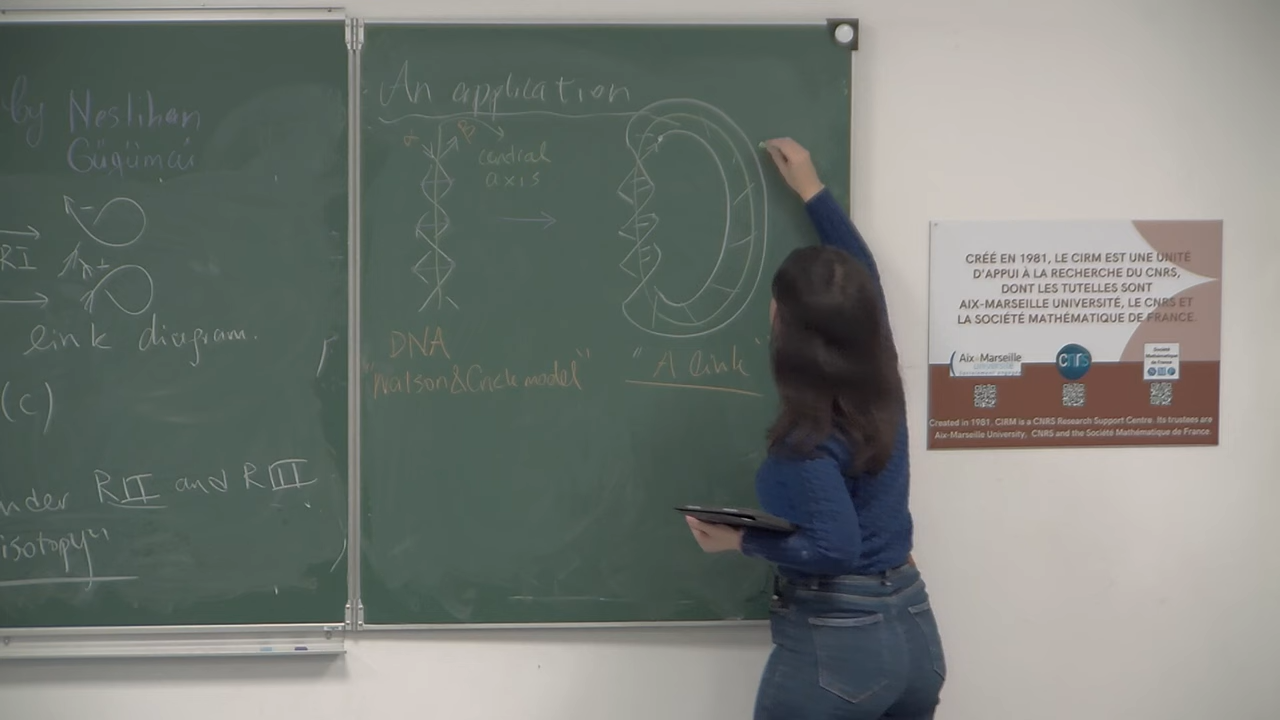 by Neslihan
Gügümcü
RI
link diagram.
(c)
under RII and RIII
isotopy"
An application
α β
central
axis
DNA
"Watson&Crick model"
"A link"
CRÉÉ EN 1981, LE CIRM EST UNE UNITÉ
D'APPUI À LA RECHERCHE DU CNRS,
DONT LES TUTELLES SONT
AIX-MARSEILLE UNIVERSITÉ, LE CNRS ET
LA SOCIÉTÉ MATHÉMATIQUE DE FRANCE.
Aix Marseille
université
cnrs
Société
Mathématique
de France
Created in 1981, CIRM is a CNRS Research Support Centre. Its trustees are
Aix-Marseille University, CNRS and the Société Mathématique de France.